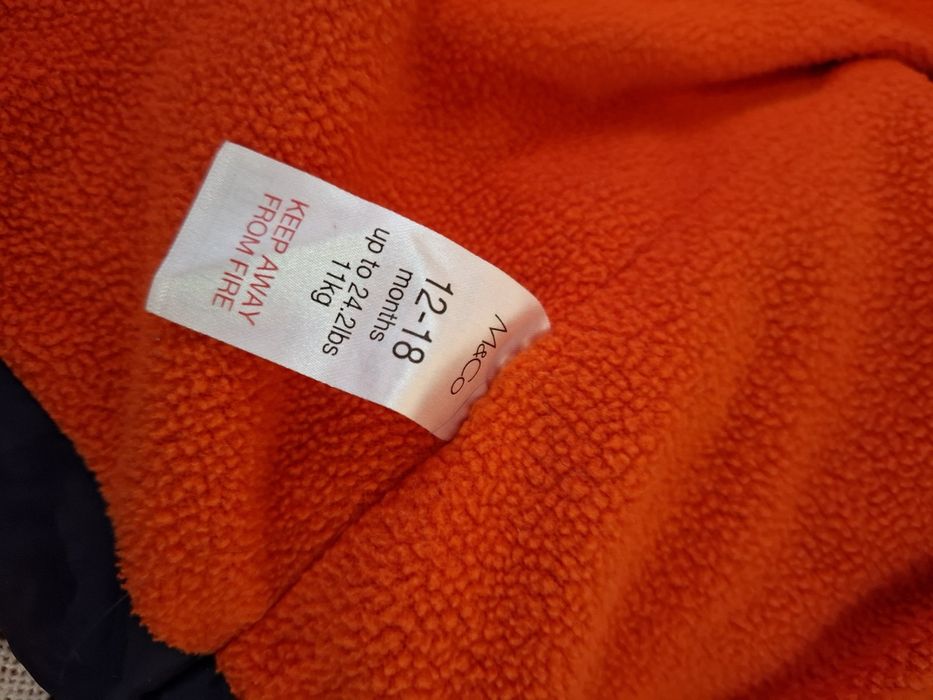 M&Co
12-18
months
up to 24.2lbs
11kg
KEEP AWAY
FROM FIRE